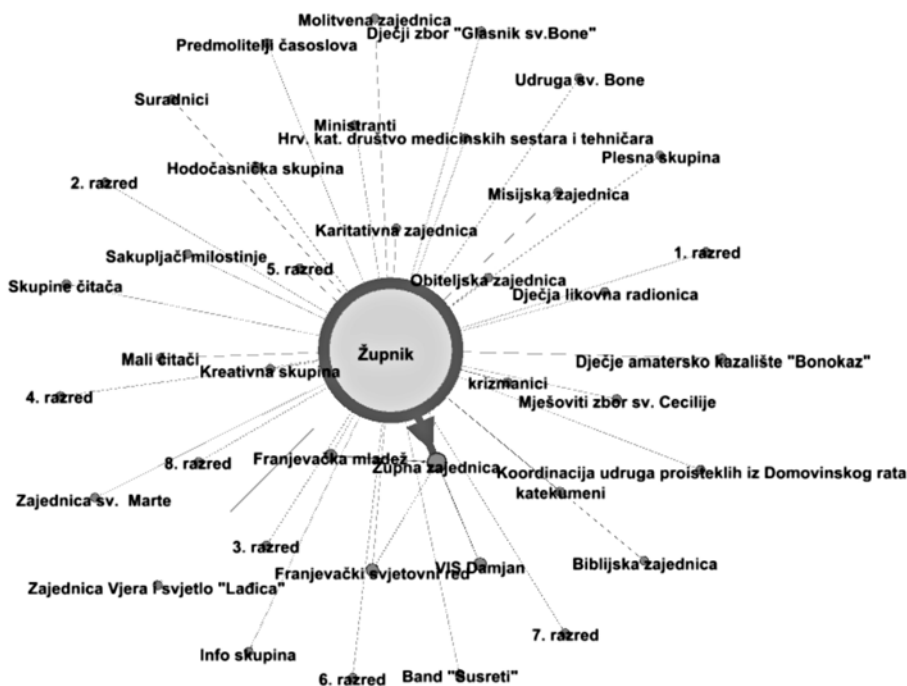 Molitvena zajednica
Dječji zbor "Glasnik sv.Bone"
Predmolitelji časoslova
Udruga sv. Bone
Suradnici
Ministranti
Hrv. kat. društvo medicinskih sestara i tehničara
Plesna skupina
Hodočasnička skupina
2. razred
Misijska zajednica
Karitativna zajednica
1. razred
Sakupljači milostinje
5. razred
Obiteljska zajednica
Skupine čitača
Dječja likovna radionica
Župnik
Mali čitači
Dječje amatersko kazalište "Bonokaz"
Kreativna skupina
krizmanici
4. razred
Mješoviti zbor sv. Cecilije
8. razred
Franjevačka mladež
Župna zajednica
Koordinacija udruga proisteklih iz Domovinskog rata
katekumeni
Zajednica sv. Marte
3. razred
Franjevački svjetovni red
VIS Damjan
Biblijska zajednica
Zajednica Vjera i svjetlo "Lađica"
7. razred
Info skupina
6. razred
Band "Susreti"